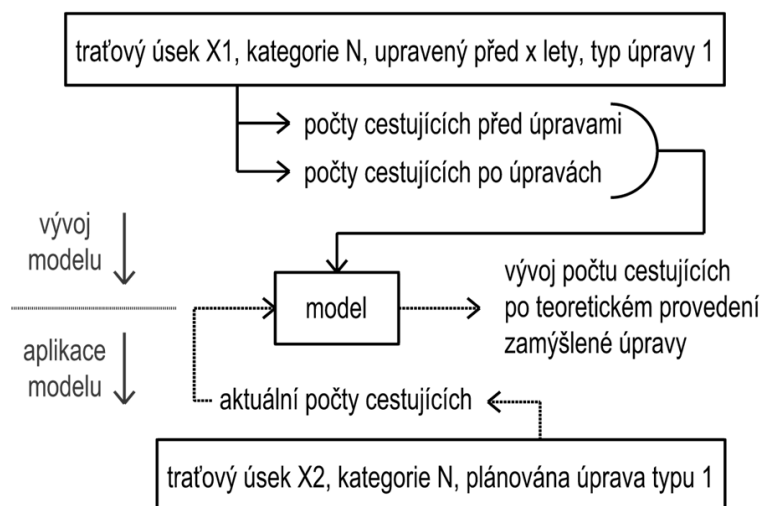 traťový úsek X1, kategorie N, upravený před x lety, typ úpravy 1
počty cestujících před úpravami
počty cestujících po úpravách
vývoj
modelu
model
vývoj počtu cestujících
po teoretickém provedení
zamýšlené úpravy
aplikace
modelu
aktuální počty cestujících
traťový úsek X2, kategorie N, plánována úprava typu 1